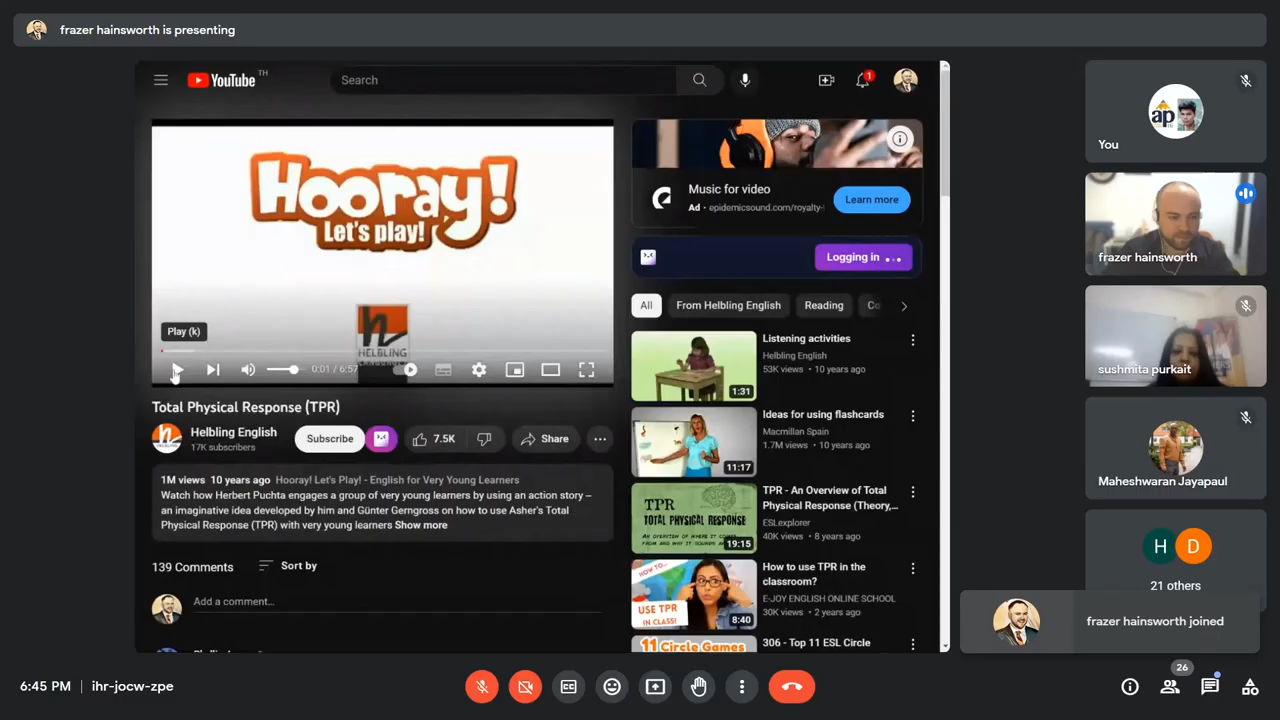 frazer hainsworth is presenting
YouTube TH
Search
1
Hooray!
Let's play!
h
HELBLING
Play (k)
0:01 / 6:57
Total Physical Response (TPR)
Helbling English
17K subscribers
Subscribe
7.5K
Share
1M views 10 years ago Hooray! Let's Play! - English for Very Young Learners
Watch how Herbert Puchta engages a group of very young learners by using an action story –
an imaginative idea developed by him and Günter Gerngross on how to use Asher's Total
Physical Response (TPR) with very young learners Show more
139 Comments
Sort by
Add a comment...
Music for video
Ad • epidemicsound.com/royalty-
Learn more
Logging in ...
All
From Helbling English
Reading
Co
Listening activities
Helbling English
53K views • 10 years ago
1:31
Ideas for using flashcards
Macmillan Spain
1.7M views • 10 years ago
11:17
TPR - An Overview of Total
Physical Response (Theory,...
ESLexplorer
40K views • 8 years ago
TPR
TOTAL PHYSICAL RESPONSE
19:15
How to use TPR in the
classroom?
E-JOY ENGLISH ONLINE SCHOOL
30K views • 2 years ago
HOW TO...
USE TPR
IN CLASS!
8:40
306 - Top 11 ESL Circle
11 Circle Games
ap
You
frazer hainsworth
sushmita purkait
Maheshwaran Jayapaul
H D
21 others
frazer hainsworth joined
6:45 PM | ihr-jocw-zpe
26